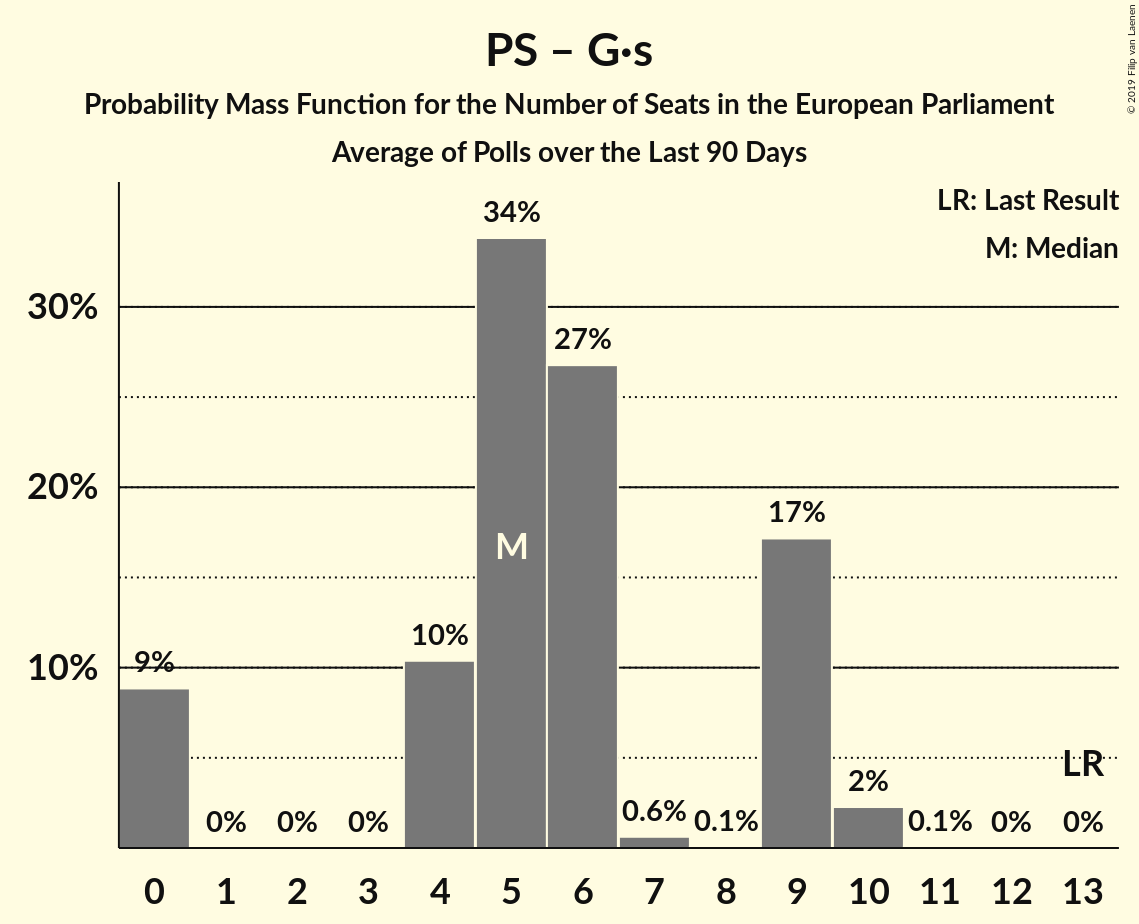 PS – G·s
Probability Mass Function for the Number of Seats in the European Parliament
Average of Polls over the Last 90 Days
© 2019 Filip van Laenen
LR: Last Result
M: Median
34%
30%
27%
20%
17%
M
10%
9%
10%
LR
2%
0% 0% 0% 0.6% 0.1% 0.1% 0% 0%
0 1 2 3 4 5 6 7 8 9 10 11 12 13